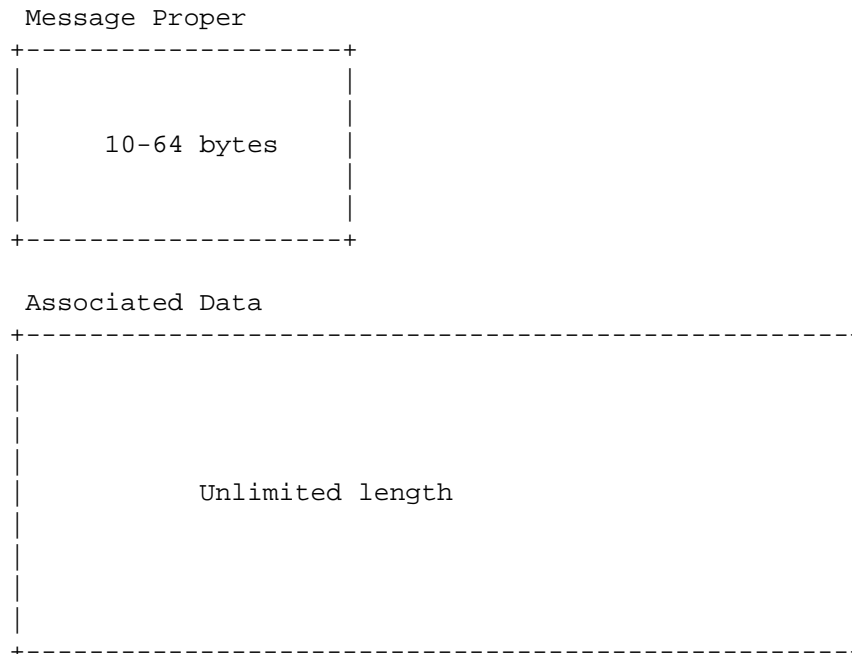 Message Proper
10-64 bytes
Associated Data
Unlimited length